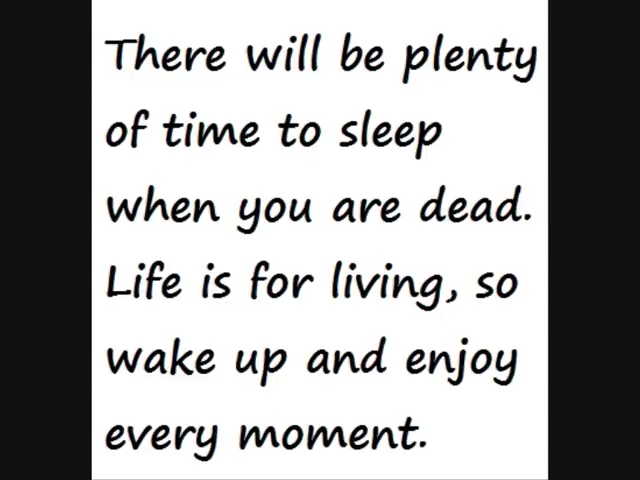 There will be plenty
of time to sleep
when you are dead.
Life is for living, so
wake up and enjoy
every moment.